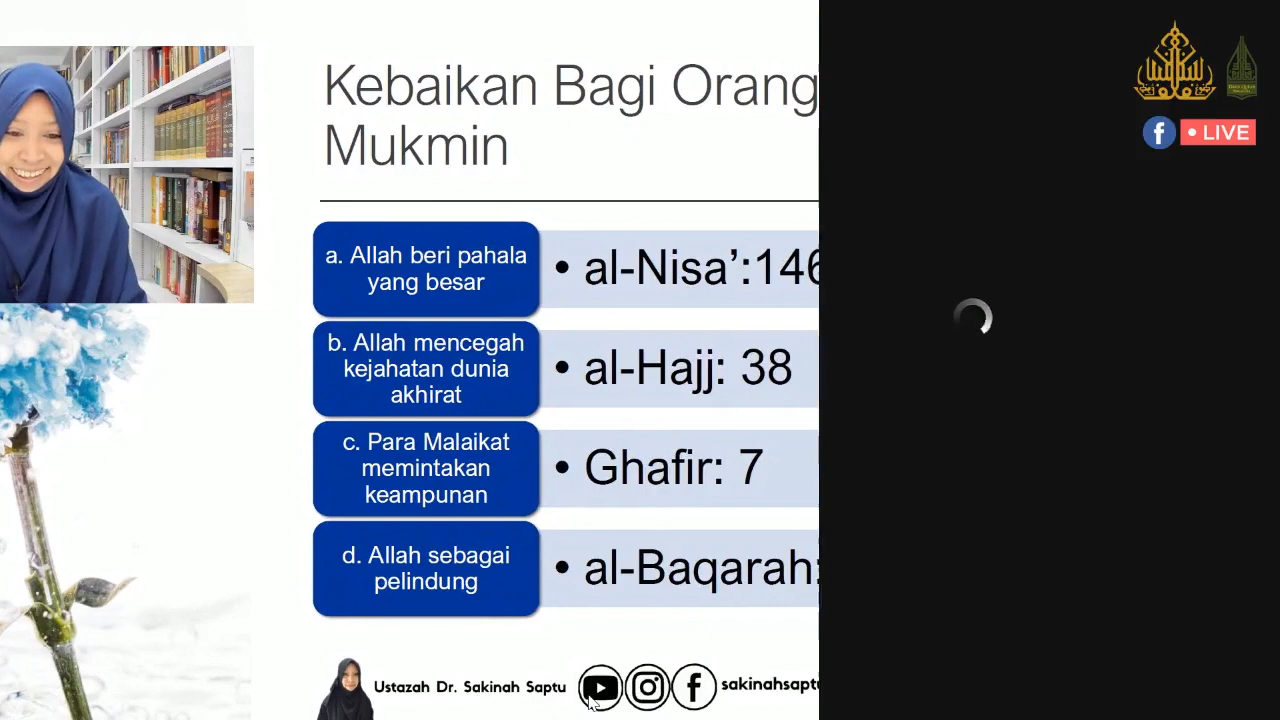 Kebaikan Bagi Orang
Mukmin
a. Allah beri pahala
yang besar
• al-Nisa’:146
b. Allah mencegah
kejahatan dunia
akhirat
• al-Hajj: 38
c. Para Malaikat
memintakan
keampunan
• Ghafir: 7
d. Allah sebagai
pelindung
• al-Baqarah:
Ustazah Dr. Sakinah Saptu
sakinahsaptu
f • LIVE